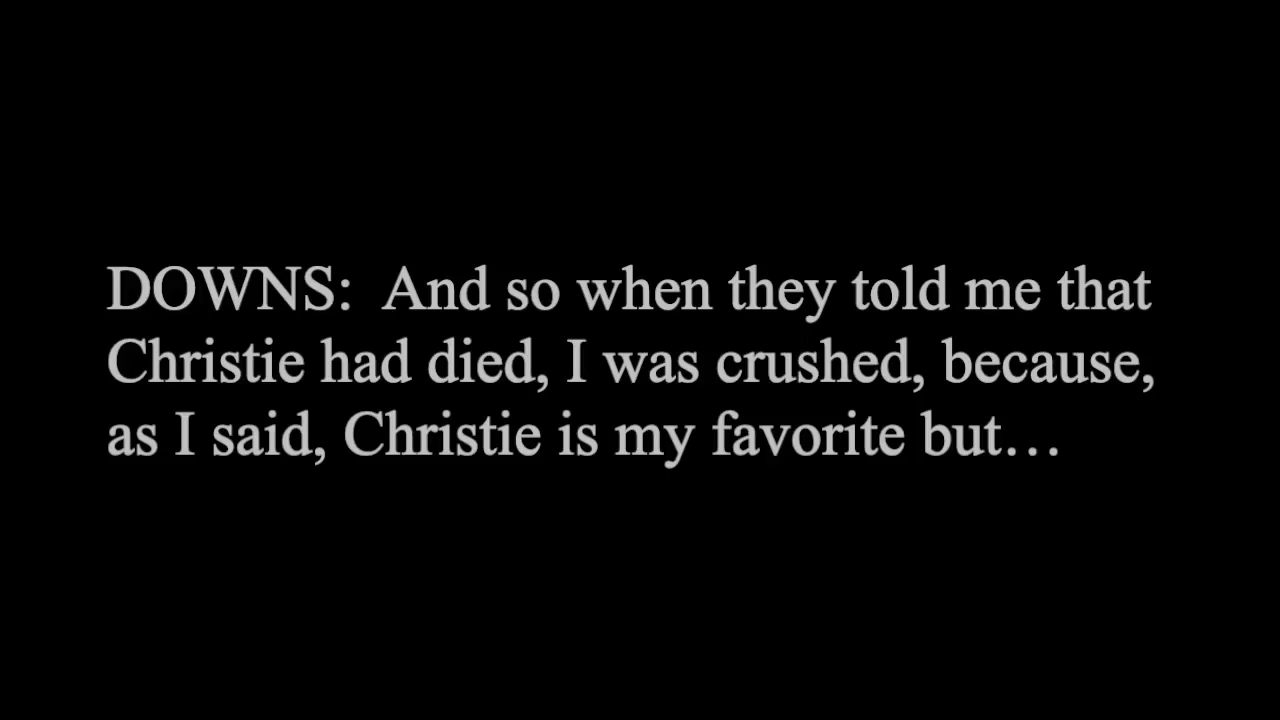 DOWNS:  And so when they told me that
Christie had died, I was crushed, because,
as I said, Christie is my favorite but…